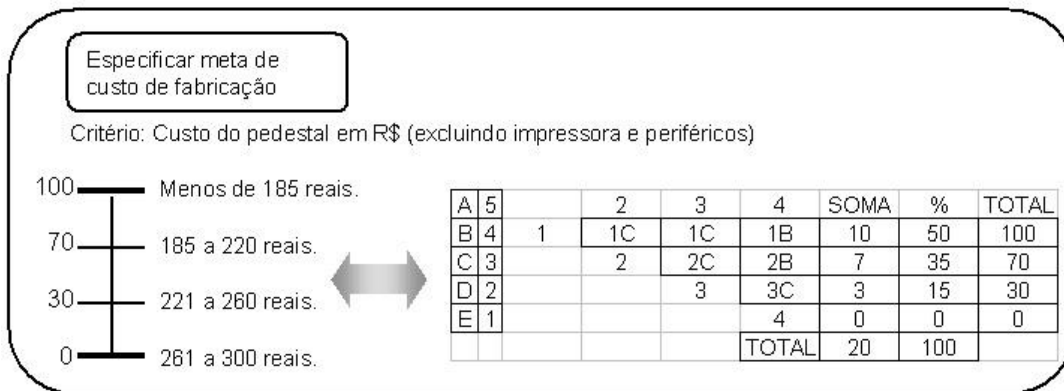 Especificar meta de
custo de fabricação
Critério: Custo do pedestal em R$ (excluindo impressora e periféricos)
100 Menos de 185 reais.
70 185 a 220 reais.
30 221 a 260 reais.
0 261 a 300 reais.
A 5 2 3 4 SOMA % TOTAL
B 4 1 1C 1C 1B 10 50 100
C 3 2 2C 2B 7 35 70
D 2 3 3C 3 15 30
E 1 4 0 0 0
TOTAL 20 100